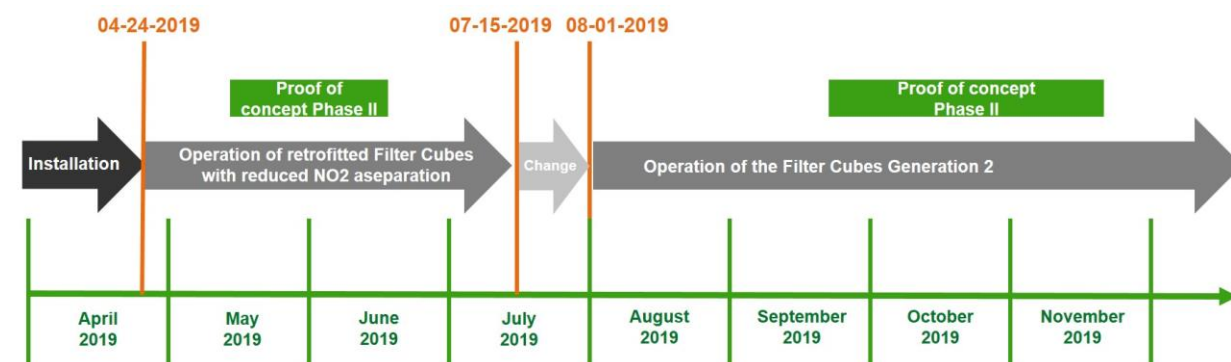 04-24-2019
07-15-2019
08-01-2019
Proof of
concept Phase II
Proof of concept
Phase II
Installation
Operation of retrofitted Filter Cubes
with reduced NO2 aseparation
Change
Operation of the Filter Cubes Generation 2
April
2019
May
2019
June
2019
July
2019
August
2019
September
2019
October
2019
November
2019